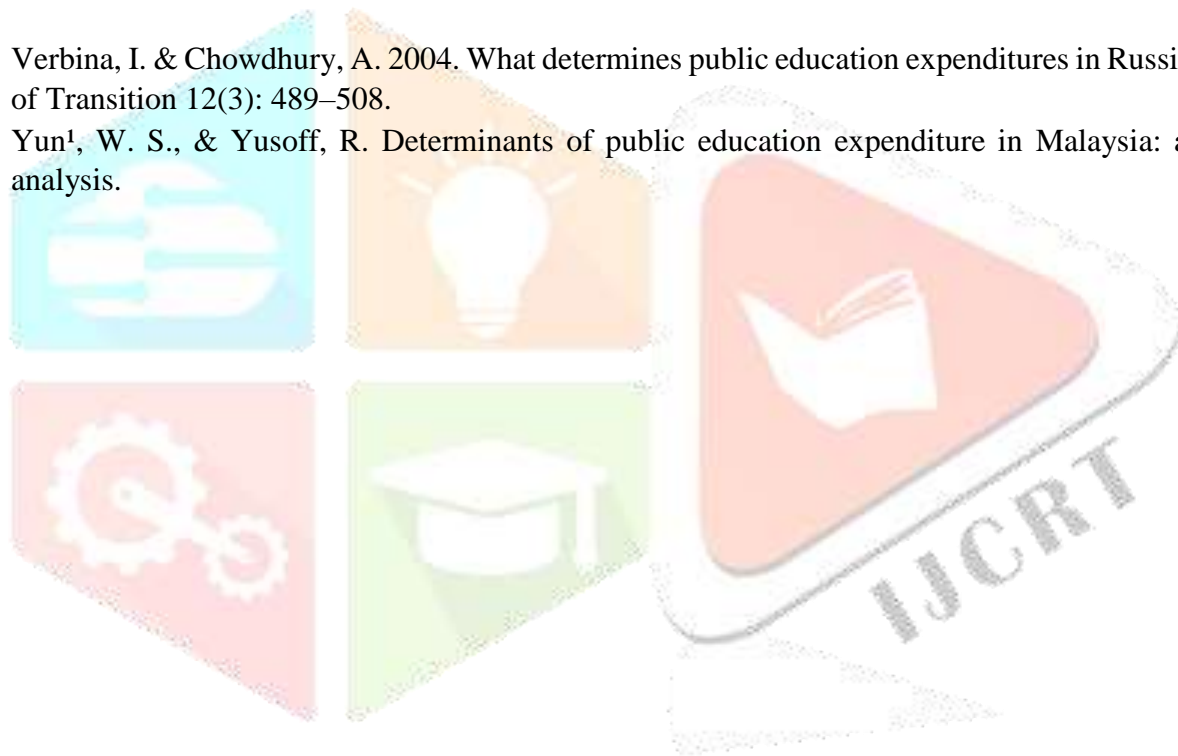 Verbina, I. & Chowdhury, A. 2004. What determines public education expenditures in Russi
of Transition 12(3): 489–508.
Yun¹, W. S., & Yusoff, R. Determinants of public education expenditure in Malaysia: a
analysis.
IJCRT